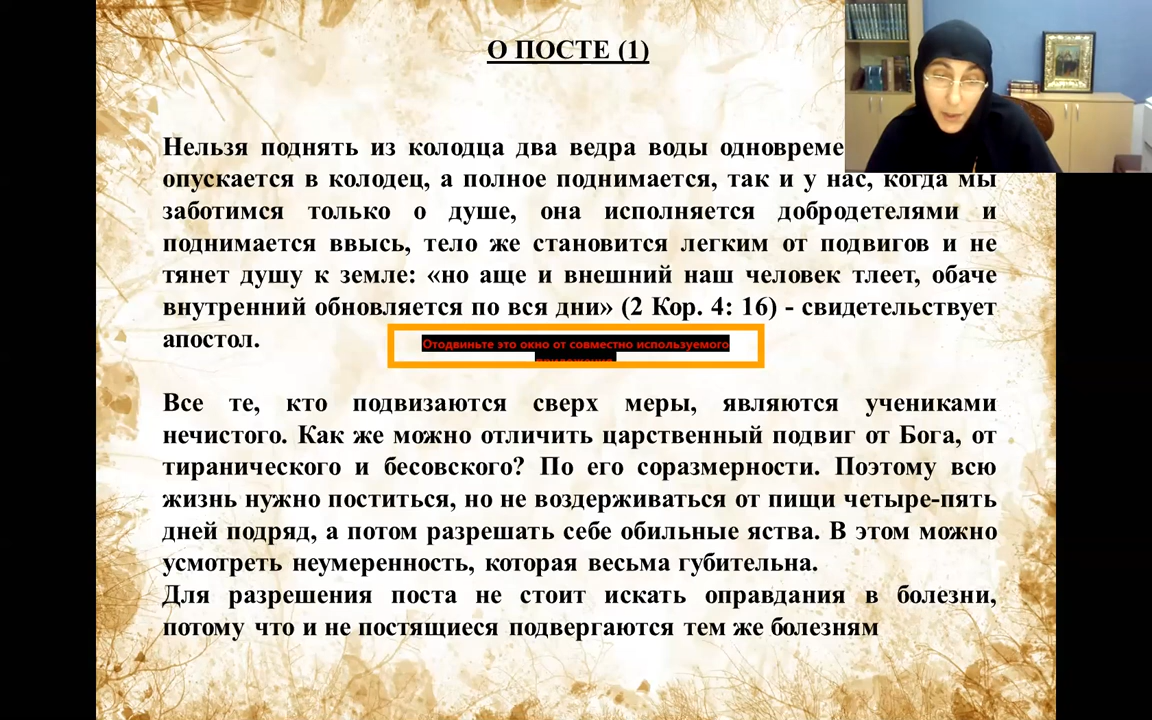 О ПОСТЕ (1)
Нельзя поднять из колодца два ведра воды одновреме
опускается в колодец, а полное поднимается, так и у нас, когда мы
заботимся только о душе, она исполняется добродетелями и
поднимается ввысь, тело же становится легким от подвигов и не
тянет душу к земле: «но аще и внешний наш человек тлеет, обаче
внутренний обновляется по вся дни» (2 Кор. 4: 16) - свидетельствует
апостол.
Отодвиньте это окно от совместно используемого
Все те, кто подвизаются сверх меры, являются учениками
нечистого. Как же можно отличить царственный подвиг от Бога, от
тиранического и бесовского? По его соразмерности. Поэтому всю
жизнь нужно поститься, но не воздерживаться от пищи четыре-пять
дней подряд, а потом разрешать себе обильные яства. В этом можно
усмотреть неумеренность, которая весьма губительна.
Для разрешения поста не стоит искать оправдания в болезни,
потому что и не постящиеся подвергаются тем же болезням